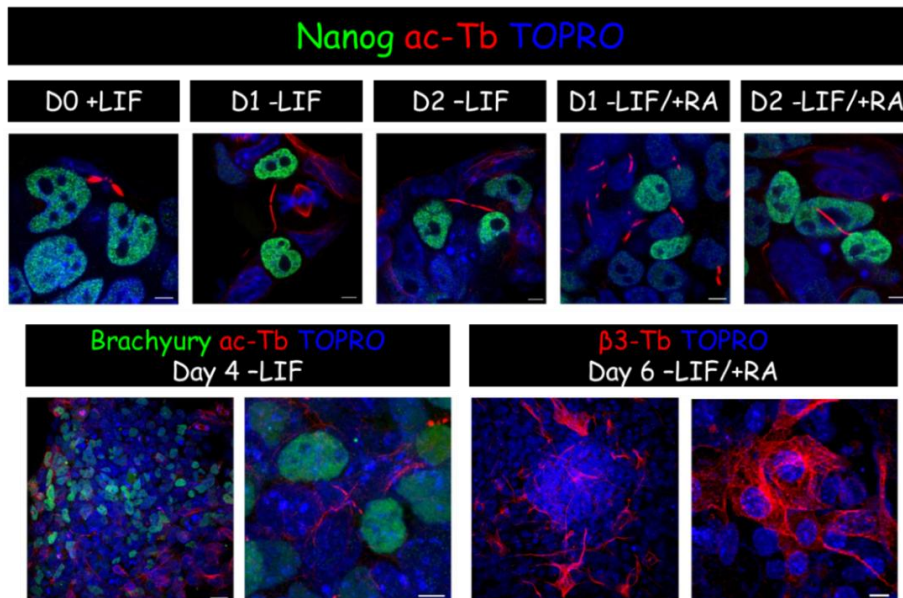 Nanog ac-Tb TOPRO
D0 +LIF
D1 -LIF
D2 -LIF
D1 -LIF/+RA
D2 -LIF/+RA
Brachyury ac-Tb TOPRO
Day 4 -LIF
β3-Tb TOPRO
Day 6 -LIF/+RA